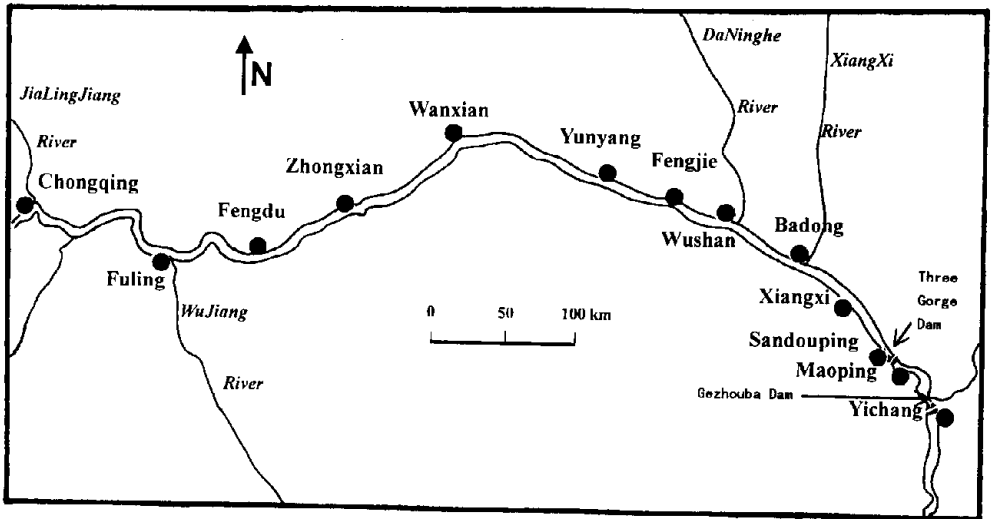 DaNinghe
XiangXi
N
JiaLingJiang
Wanxian
River
River
Yunyang
River
Fengjie
Zhongxian
Chongqing
Fengdu
Wushan
Badong
Fuling
Three
Gorge
Dam
Xiangxi
WuJiang
0 50 100 km
Sandouping
Maoping
River
Gezhouba Dam
Yichang